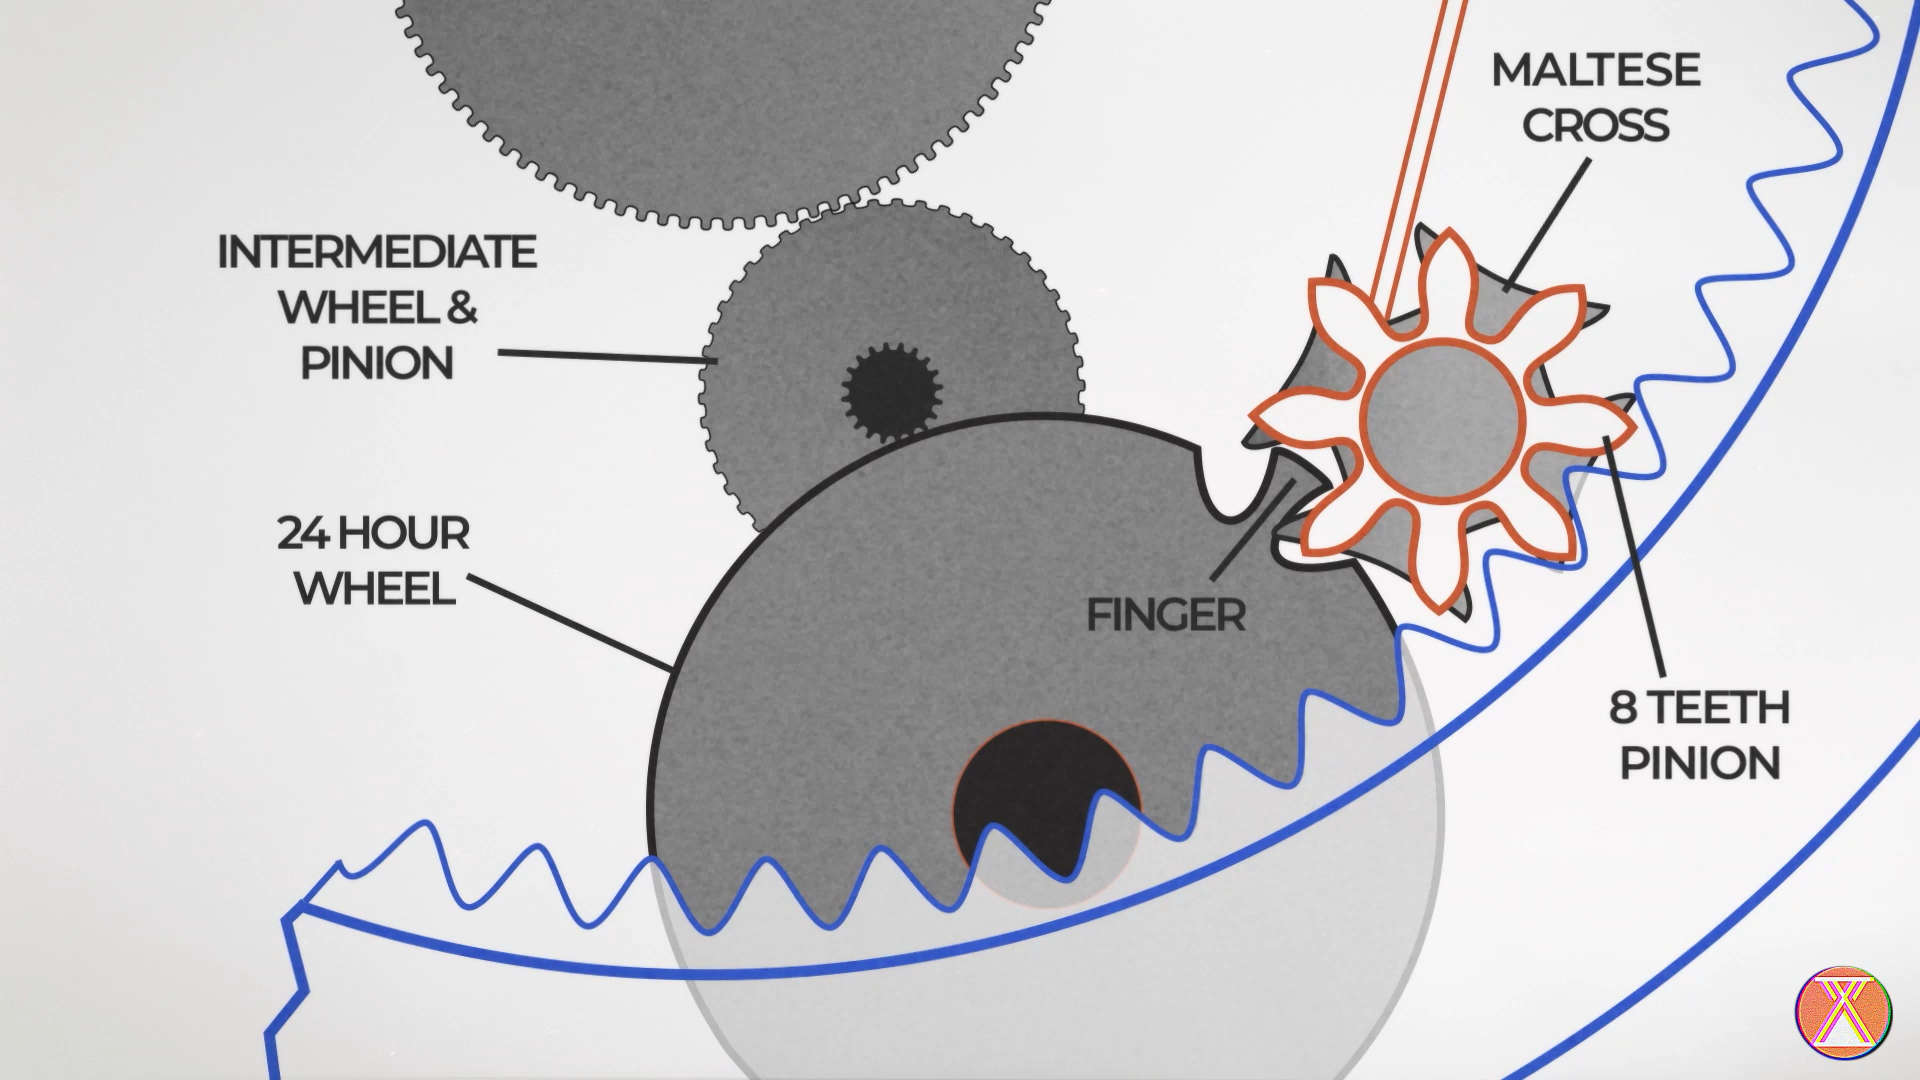 MALTESE
CROSS
INTERMEDIATE
WHEEL &
PINION
24 HOUR
WHEEL
FINGER
8 TEETH
PINION